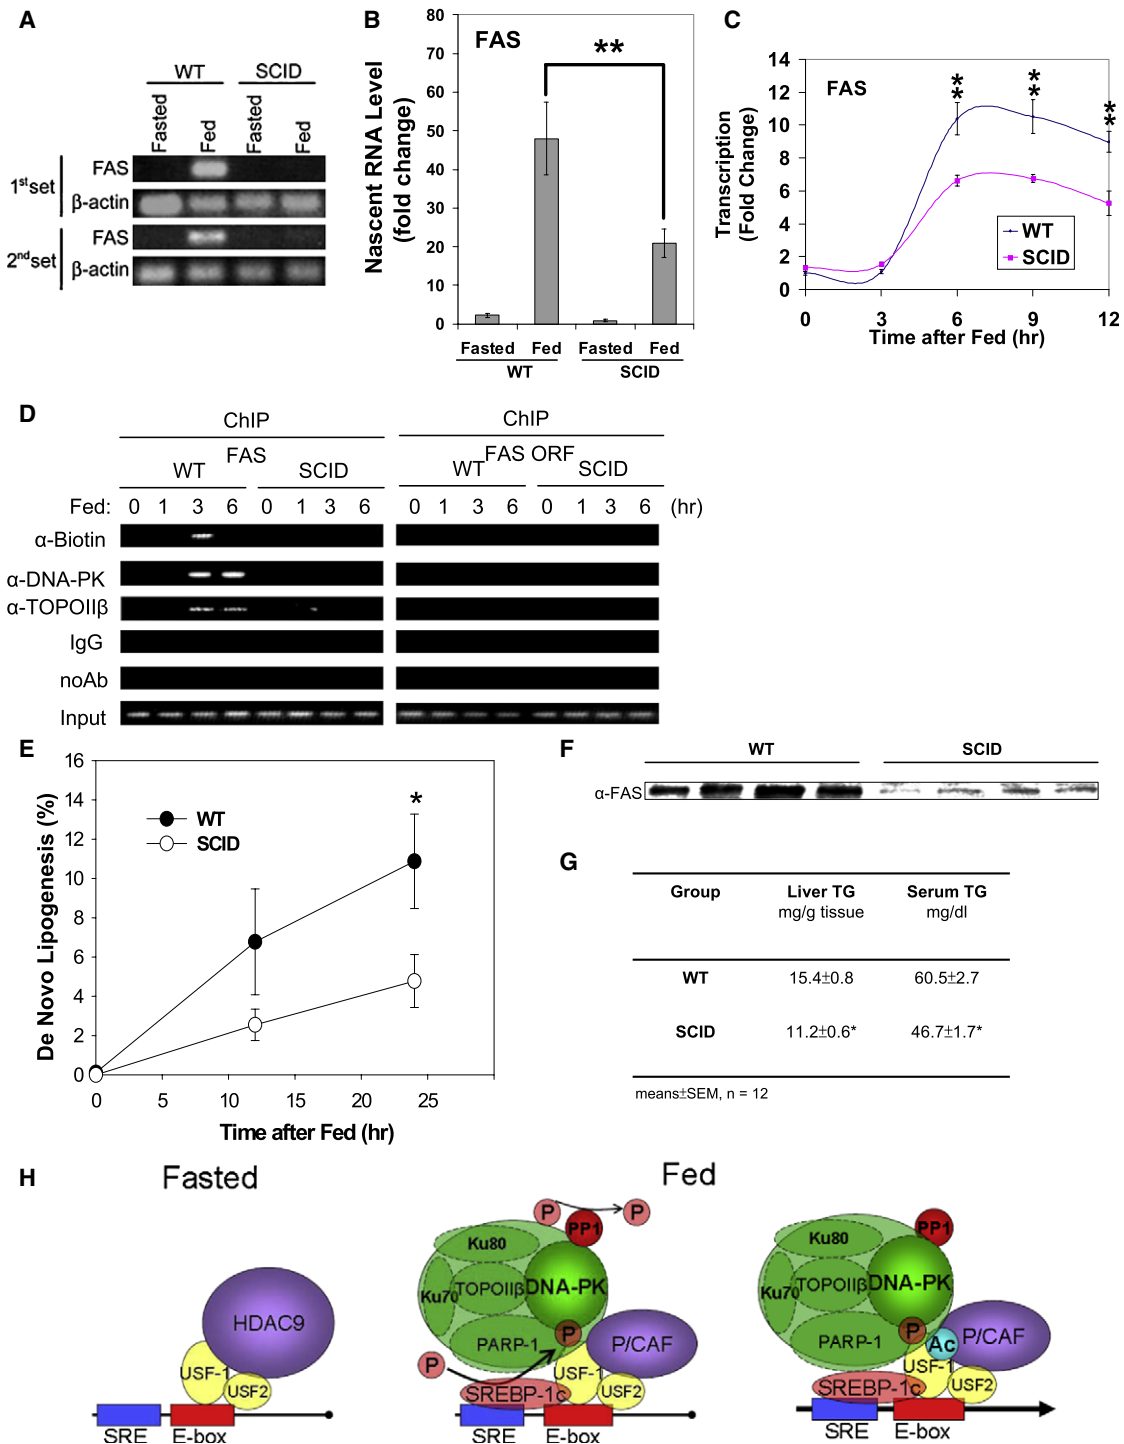 A
WT SCID
Fasted Fed Fasted Fed
1st set
FAS
β-actin
2nd set
FAS
β-actin
B
FAS
**
Nascent RNA Level
(fold change)
80
70
60
50
40
30
20
10
0
Fasted Fed Fasted Fed
WT SCID
C
FAS
Transcription
(Fold Change)
14
12
10
8
6
4
2
0
** ** **
WT
SCID
0 3 6 9 12
Time after Fed (hr)
D
ChIP ChIP
FAS FAS ORF
WT SCID WT SCID
Fed: 0 1 3 6 0 1 3 6 0 1 3 6 0 1 3 6 (hr)
α-Biotin
α-DNA-PK
α-TOPOIIβ
IgG
noAb
Input
E
De Novo Lipogenesis (%)
16
14
12
10
8
6
4
2
0
WT
SCID
*
0 5 10 15 20 25
Time after Fed (hr)
F
WT SCID
α-FAS
G
Group Liver TG Serum TG
mg/g tissue mg/dl
WT 15.4±0.8 60.5±2.7
SCID 11.2±0.6* 46.7±1.7*
means±SEM, n = 12
H
Fasted
HDAC9
USF-1
USF2
SRE E-box
Fed
P P
PP1
Ku80
Ku70
TOPOIIβ
DNA-PK
PARP-1
P
P
P/CAF
USF-1
USF2
SREBP-1c
SRE E-box
PP1
Ku80
Ku70
TOPOIIβ
DNA-PK
PARP-1
P
Ac
P/CAF
USF-1
USF2
SREBP-1c
SRE E-box